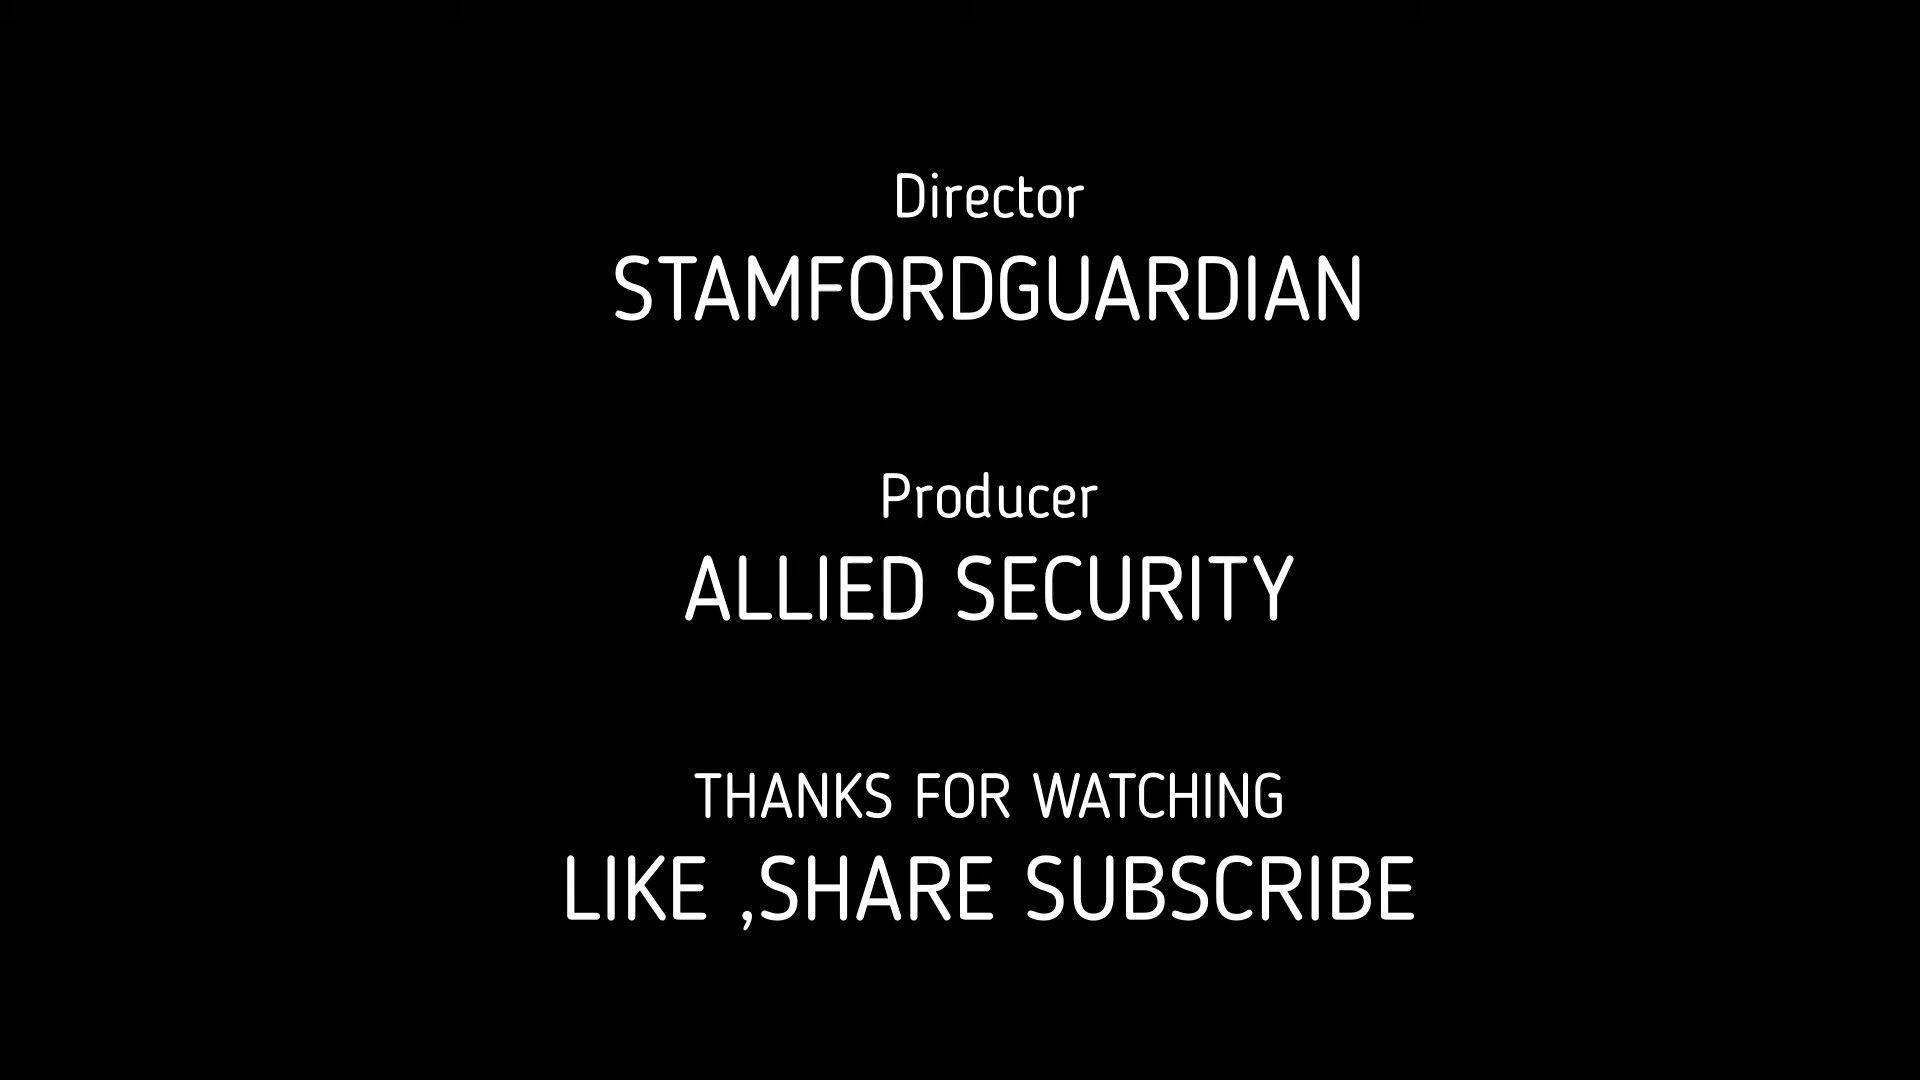 Director
STAMFORDGUARDIAN
Producer
ALLIED SECURITY
THANKS FOR WATCHING
LIKE ,SHARE SUBSCRIBE